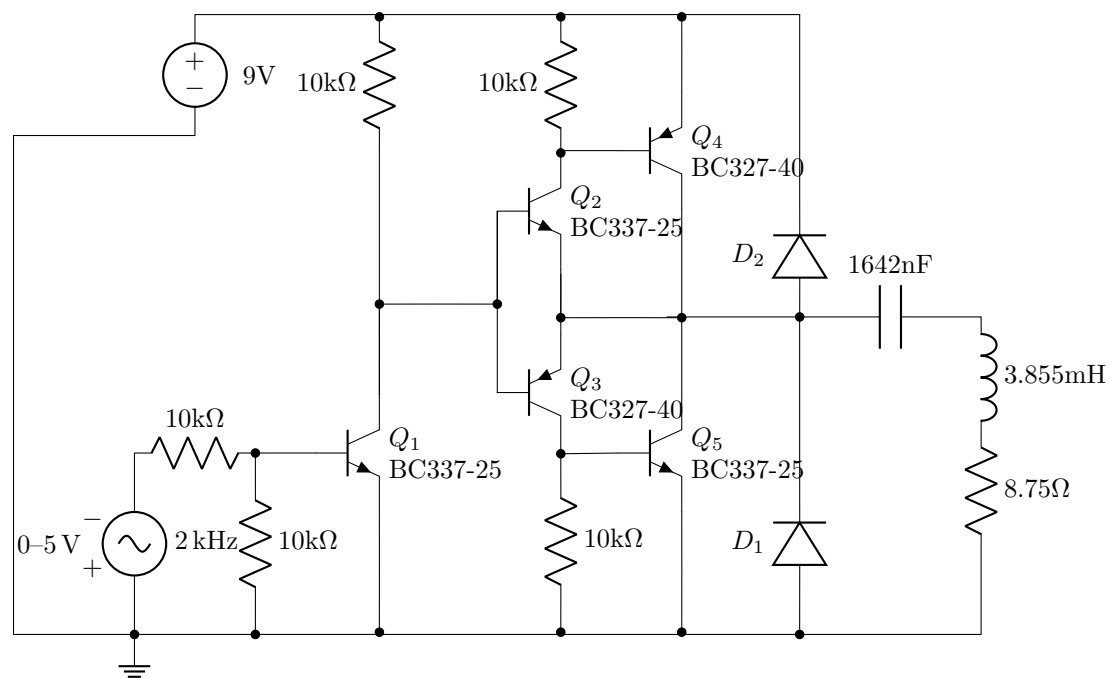 +
−
9V
10kΩ
10kΩ
Q4
BC327-40
Q2
BC337-25
D2
1642nF
3.855mH
Q3
BC327-40
10kΩ
Q1
BC337-25
Q5
BC337-25
8.75Ω
−
0–5 V
+
2 kHz
10kΩ
10kΩ
D1